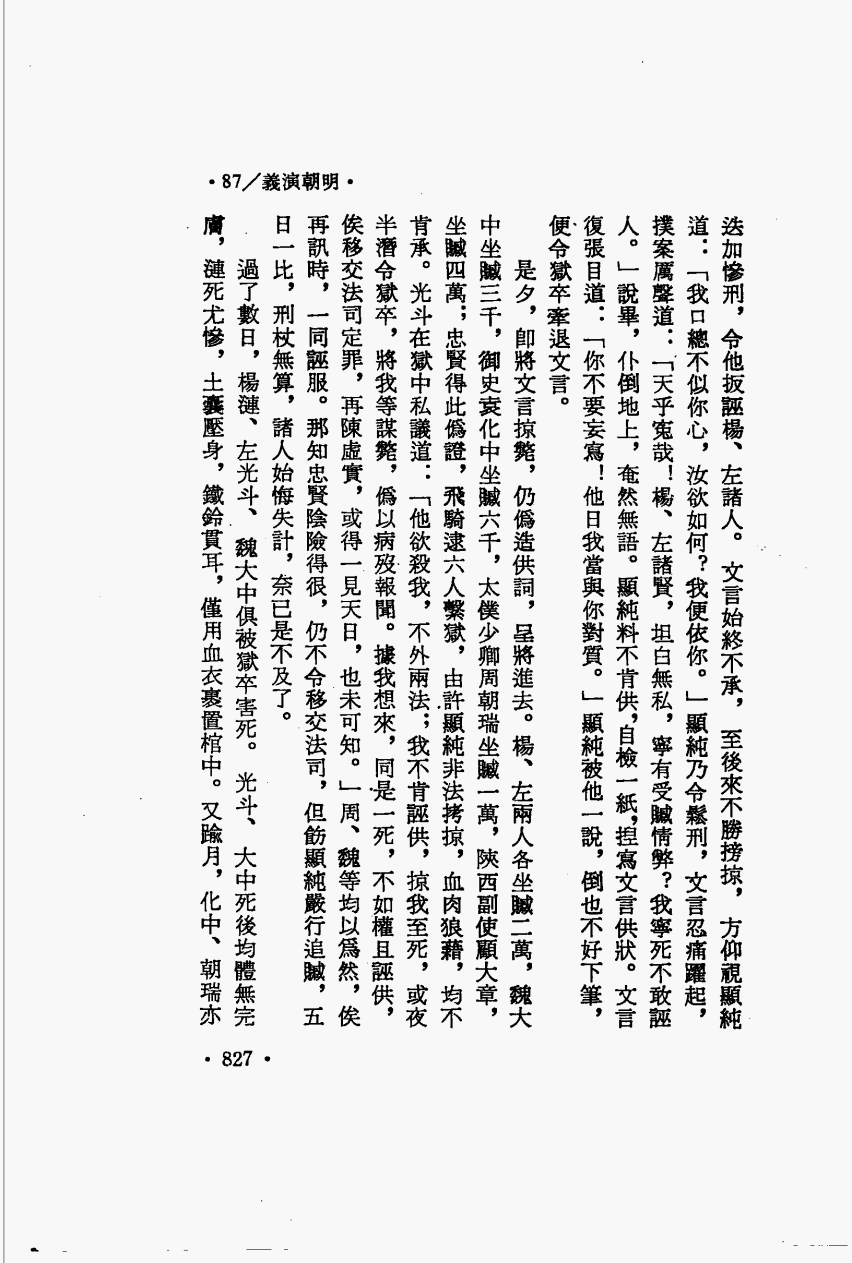 •87／義演朝明•
迭加慘刑，令他扳誣楊、左諸人。文言始終不承，至後來不勝搒掠，方仰視顯純
道：「我口總不似你心，汝欲如何？我便依你。」顯純乃令鬆刑，文言忍痛躍起，
撲案厲聲道：「天乎寃哉！楊、左諸賢，坦白無私，寧有受贓情弊？我寧死不敢誣
人。」說畢，仆倒地上，奄然無語。顯純料不肯供，自檢一紙，揑寫文言供狀。文言
復張目道：「你不要妄寫！他日我當與你對質。」顯純被他一說，倒也不好下筆，
便令獄卒牽退文言。
是夕，卽將文言掠斃，仍僞造供詞，呈將進去。楊、左兩人各坐贓二萬，魏大
中坐贓三千，御史袁化中坐贓六千，太僕少卿周朝瑞坐贓一萬，陝西副使顧大章，
坐贓四萬；忠賢得此僞證，飛騎逮六人繫獄，由許顯純非法拷掠，血肉狼藉，均不
肯承。光斗在獄中私議道：「他欲殺我，不外兩法；我不肯誣供，掠我至死，或夜
半潛令獄卒，將我等謀斃，僞以病歿報聞。據我想來，同是一死，不如權且誣供，
俟移交法司定罪，再陳虛實，或得一見天日，也未可知。」周、魏等均以爲然，俟
再訊時，一同誣服。那知忠賢陰險得很，仍不令移交法司，但飭顯純嚴行追贓，五
日一比，刑杖無算，諸人始悔失計，奈已是不及了。
過了數日，楊漣、左光斗、魏大中俱被獄卒害死。光斗、大中死後均體無完
膚，漣死尤慘，土囊壓身，鐵鈴貫耳，僅用血衣裹置棺中。又踰月，化中、朝瑞亦
•827•